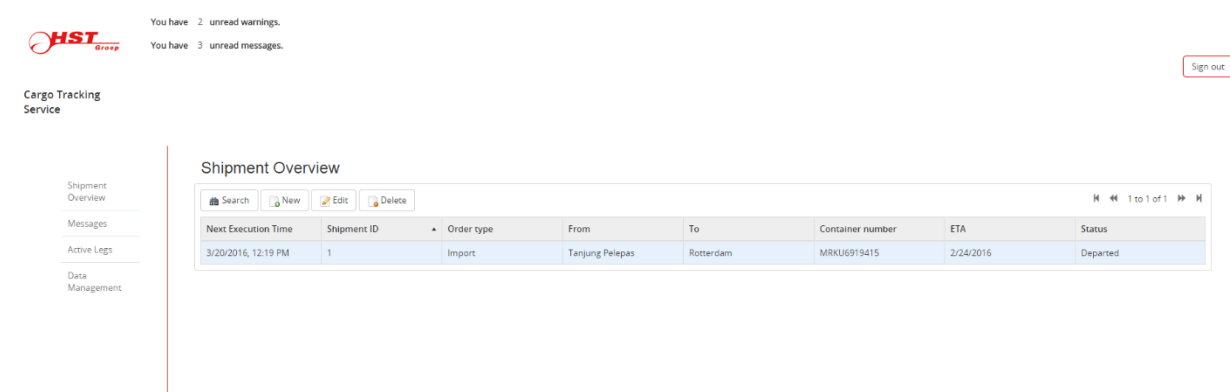 You have 2 unread warnings.
HST
Groep
You have 3 unread messages.
Sign out
Cargo Tracking
Service
Shipment Overview
Shipment
Overview
Messages
Active Legs
Data
Management
Search New Edit Delete 1 to 1 of 1
Next Execution Time Shipment ID Order type From To Container number ETA Status
3/20/2016, 12:19 PM 1 Import Tanjung Pelepas Rotterdam MRKU6919415 2/24/2016 Departed